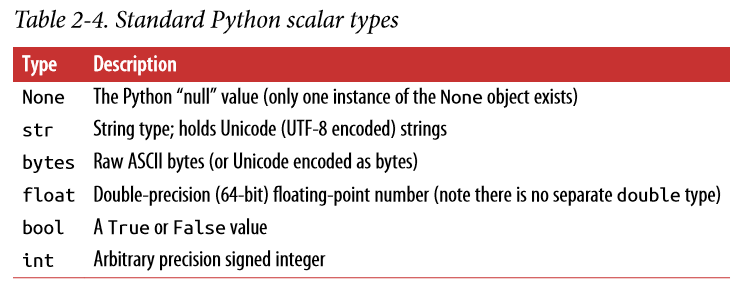 Table 2-4. Standard Python scalar types
Type Description
None The Python “null” value (only one instance of the None object exists)
str String type; holds Unicode (UTF-8 encoded) strings
bytes Raw ASCII bytes (or Unicode encoded as bytes)
float Double-precision (64-bit) floating-point number (note there is no separate double type)
bool A True or False value
int Arbitrary precision signed integer